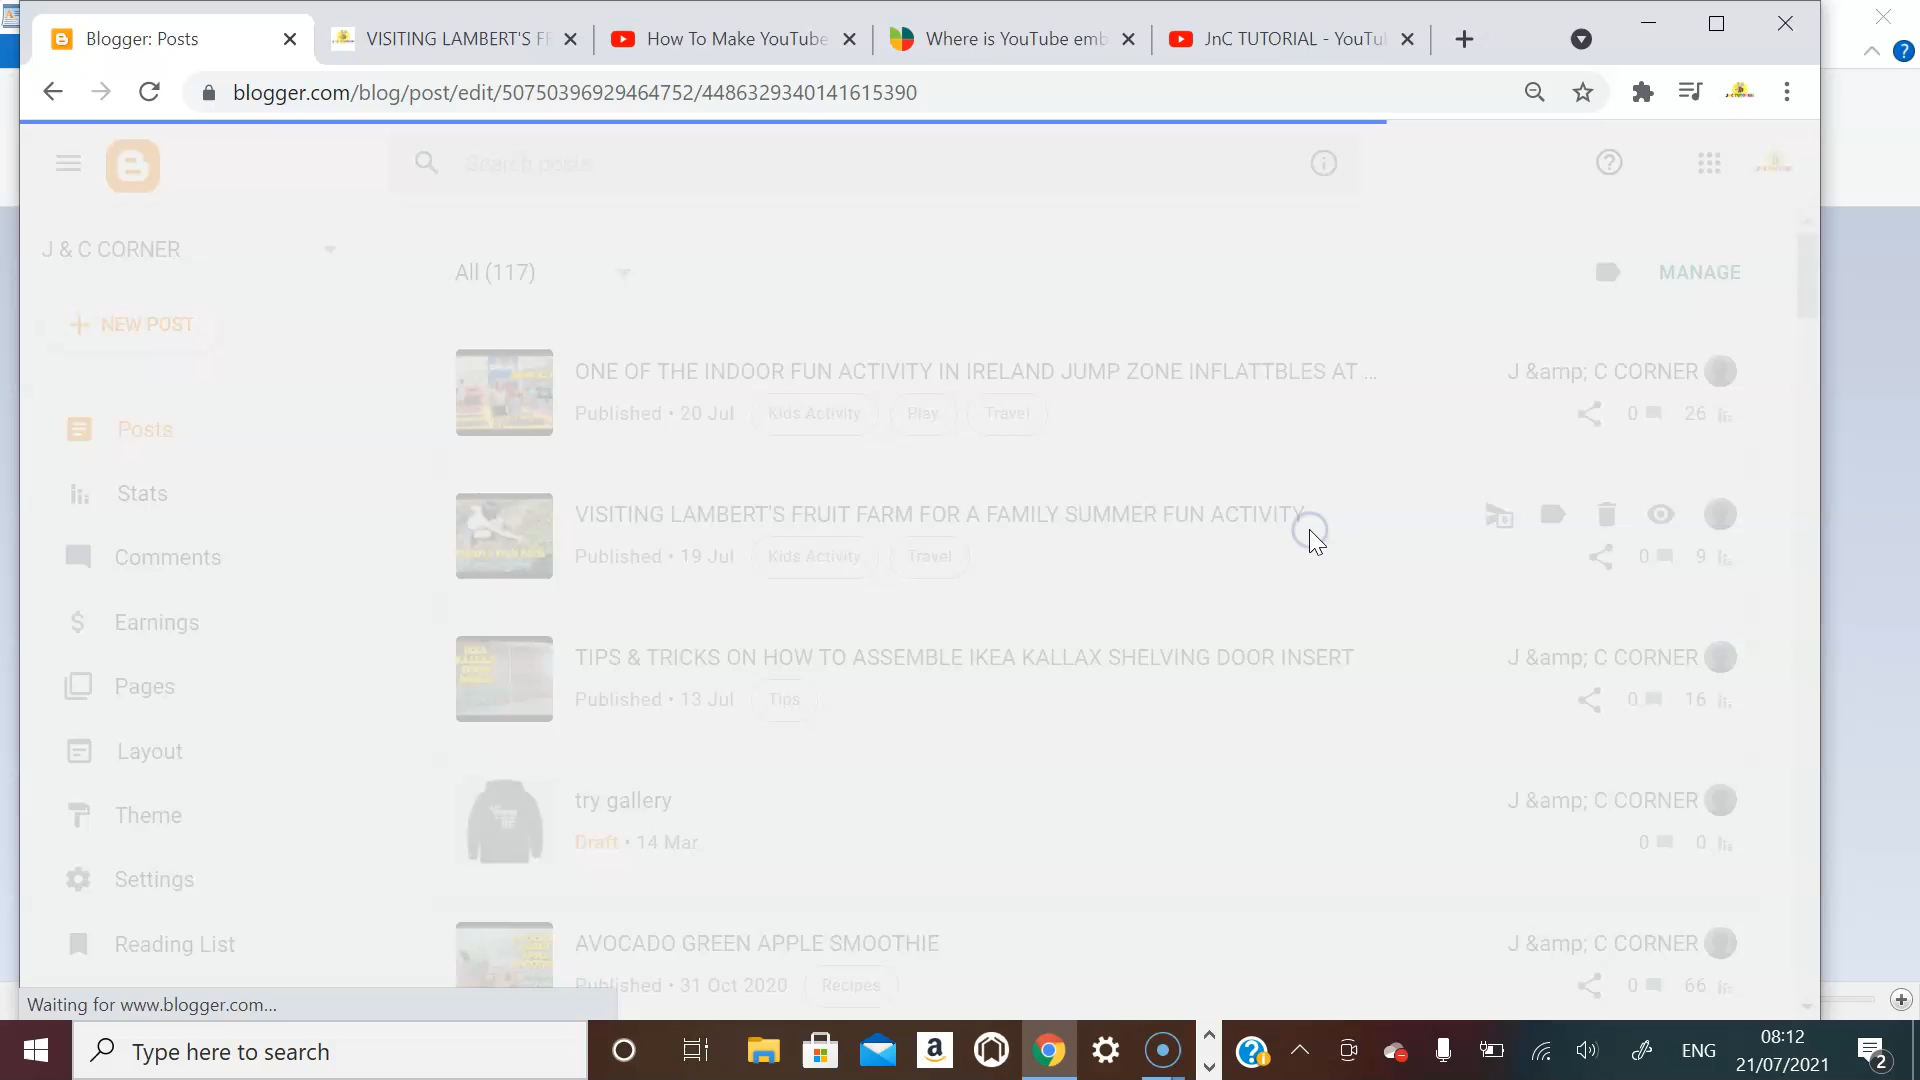 Blogger: Posts
VISITING LAMBERT'S FR
How To Make YouTube
Where is YouTube emb
JnC TUTORIAL - YouTu
blogger.com/blog/post/edit/50750396929464752/4486329340141615390
Search posts
J & C CORNER
All (117)
MANAGE
NEW POST
Posts
Stats
Comments
Earnings
Pages
Layout
Theme
Settings
Reading List
ONE OF THE INDOOR FUN ACTIVITY IN IRELAND JUMP ZONE INFLATTBLES AT ...
J &amp; C CORNER
Published • 20 Jul Kids Activity Play Travel
0 26
VISITING LAMBERT'S FRUIT FARM FOR A FAMILY SUMMER FUN ACTIVITY
Published • 19 Jul Kids Activity Travel
0 9
TIPS & TRICKS ON HOW TO ASSEMBLE IKEA KALLAX SHELVING DOOR INSERT
J &amp; C CORNER
Published • 13 Jul Tips
0 16
try gallery
J &amp; C CORNER
Draft • 14 Mar
0 0
AVOCADO GREEN APPLE SMOOTHIE
J &amp; C CORNER
Published • 31 Oct 2020 Recipes
0 66
Waiting for www.blogger.com...
Type here to search
ENG
08:12
21/07/2021
2